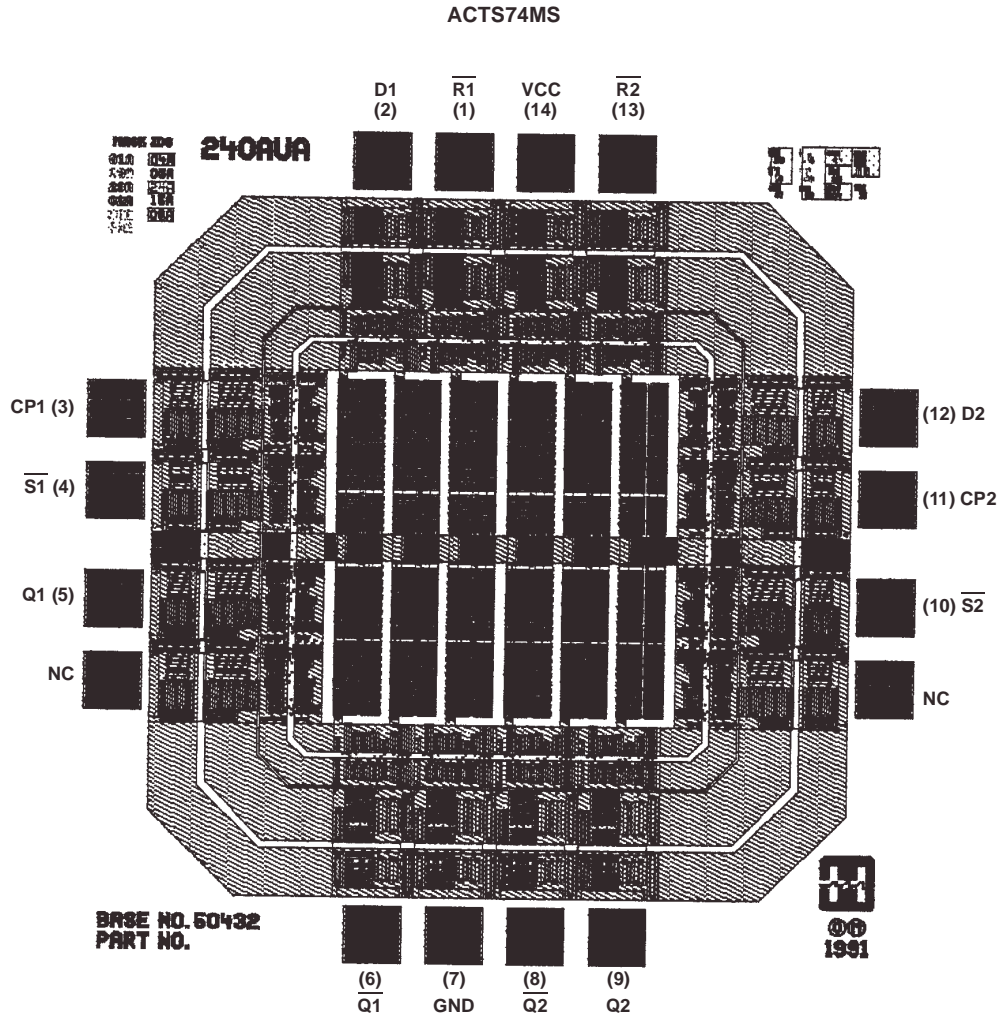 ACTS74MS
D1
(2)
R1
(1)
VCC
(14)
R2
(13)
240AUA
CP1 (3)
S1 (4)
Q1 (5)
NC
(12) D2
(11) CP2
(10) S2
NC
BASE NO. 50432
PART NO.
1991
(6)
Q1
(7)
GND
(8)
Q2
(9)
Q2